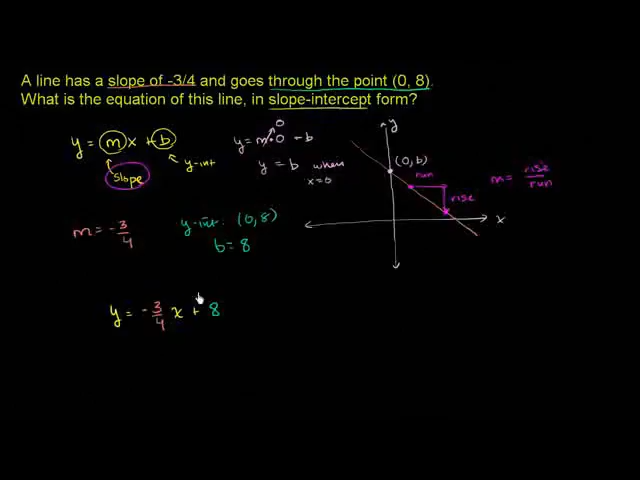 A line has a slope of -3/4 and goes through the point (0, 8).
What is the equation of this line, in slope-intercept form?
y = mx + b
slope
y-int
0
y = m·0 + b
y = b when
x=0
y
(0,b)
run
rise
x
m = rise/run
m = -3/4
y-int: (0,8)
b = 8
y = -3/4 x + 8